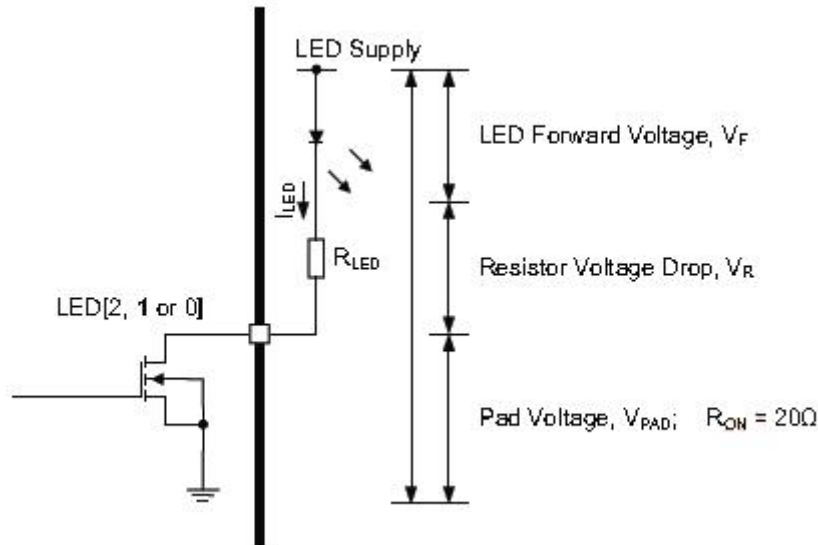 LED Supply
LED Forward Voltage, VF
ILED
RLED
Resistor Voltage Drop, VR
LED[2, 1 or 0]
Pad Voltage, VPAD; RON = 20Ω